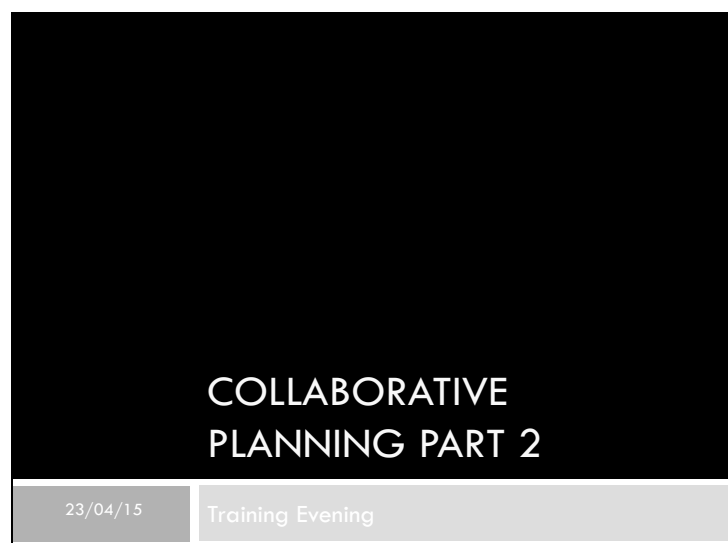 COLLABORATIVE
PLANNING PART 2
23/04/15
Training Evening